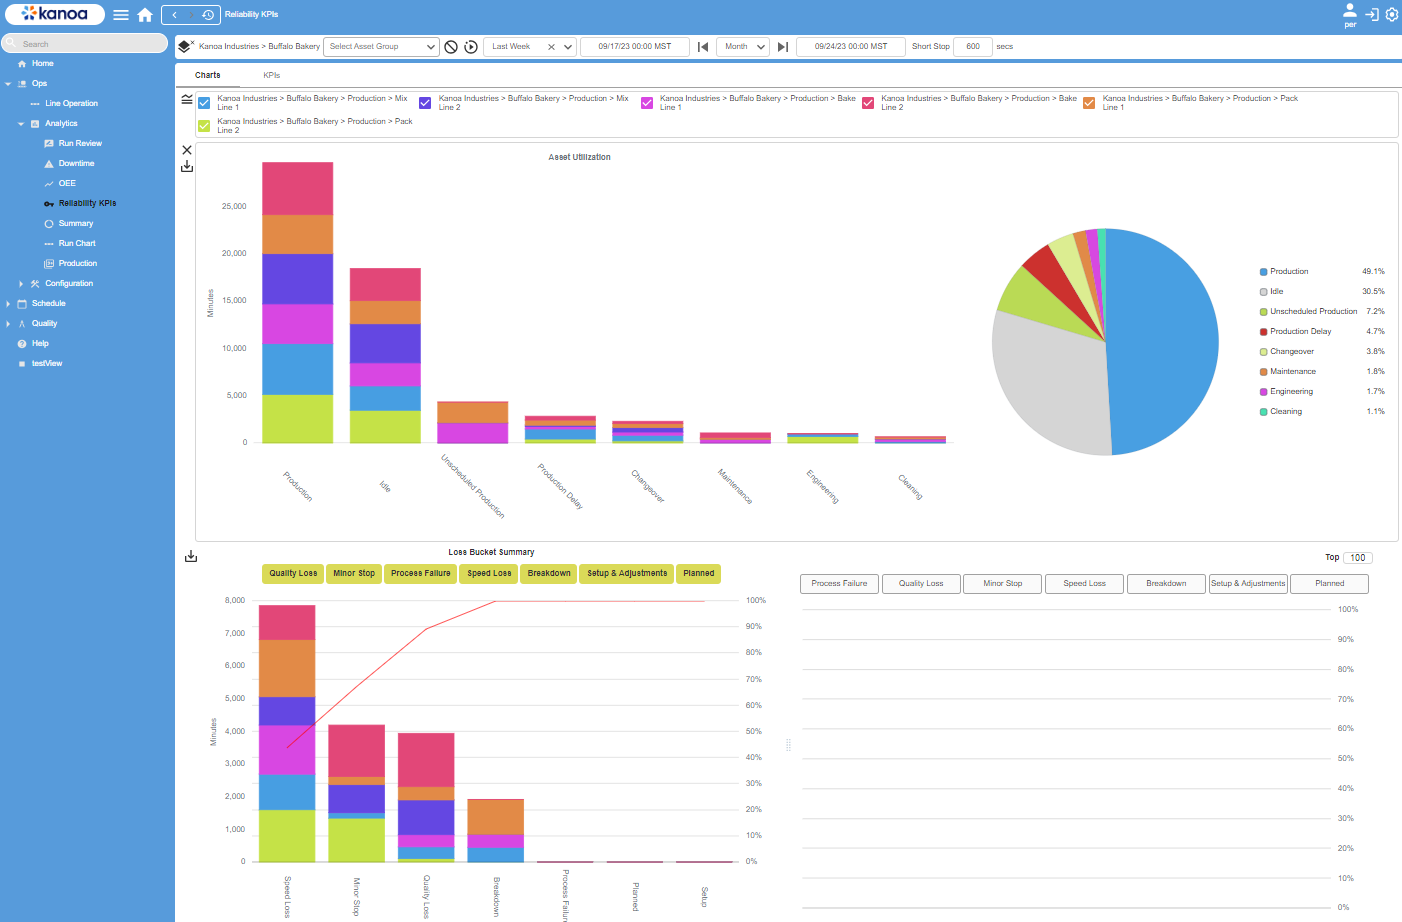 kanoa
Reliability KPIs
per
Search
Home
Ops
Line Operation
Analytics
Run Review
Downtime
OEE
Reliability KPIs
Summary
Run Chart
Production
Configuration
Schedule
Quality
Help
testView
Kanoa Industries > Buffalo Bakery
Select Asset Group
Last Week
09/17/23 00:00 MST
Month
09/24/23 00:00 MST
Short Stop
600
secs
Charts
KPIs
Kanoa Industries > Buffalo Bakery > Production > Mix
Line 1
Kanoa Industries > Buffalo Bakery > Production > Mix
Line 2
Kanoa Industries > Buffalo Bakery > Production > Bake
Line 1
Kanoa Industries > Buffalo Bakery > Production > Bake
Line 2
Kanoa Industries > Buffalo Bakery > Production > Pack
Line 1
Kanoa Industries > Buffalo Bakery > Production > Pack
Line 2
Asset Utilization
Minutes
25,000
20,000
15,000
10,000
5,000
0
Production
Idle
Unscheduled Production
Production Delay
Changeover
Maintenance
Engineering
Cleaning
Production 49.1%
Idle 30.5%
Unscheduled Production 7.2%
Production Delay 4.7%
Changeover 3.8%
Maintenance 1.8%
Engineering 1.7%
Cleaning 1.1%
Loss Bucket Summary
Quality Loss
Minor Stop
Process Failure
Speed Loss
Breakdown
Setup & Adjustments
Planned
Minutes
8,000
7,000
6,000
5,000
4,000
3,000
2,000
1,000
0
100%
90%
80%
70%
60%
50%
40%
30%
20%
10%
0%
Speed Loss
Minor Stop
Quality Loss
Breakdown
Process Failure
Planned
Setup
Top 100
Process Failure
Quality Loss
Minor Stop
Speed Loss
Breakdown
Setup & Adjustments
Planned
100%
90%
80%
70%
60%
50%
40%
30%
20%
10%
0%